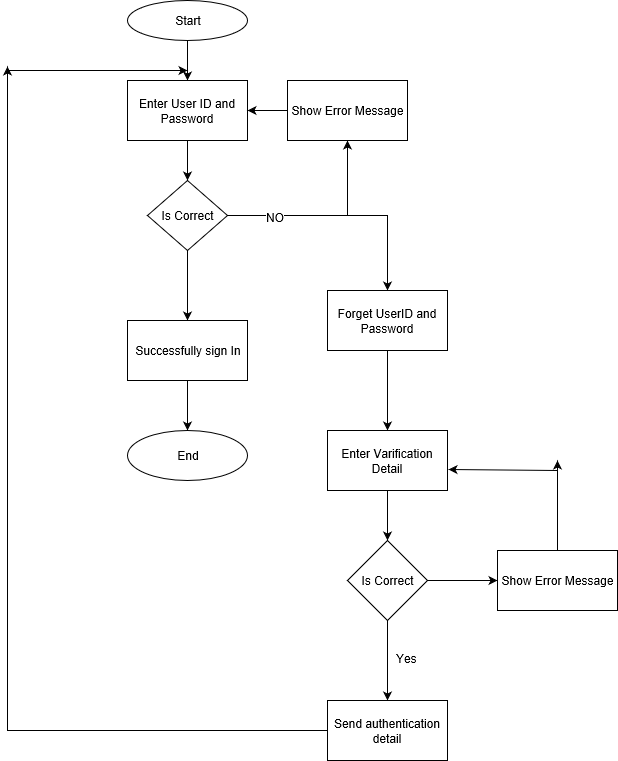 Start
Enter User ID and
Password
Show Error Message
Is Correct
NO
Forget UserID and
Password
Successfully sign In
End
Enter Varification
Detail
Is Correct
Show Error Message
Yes
Send authentication
detail